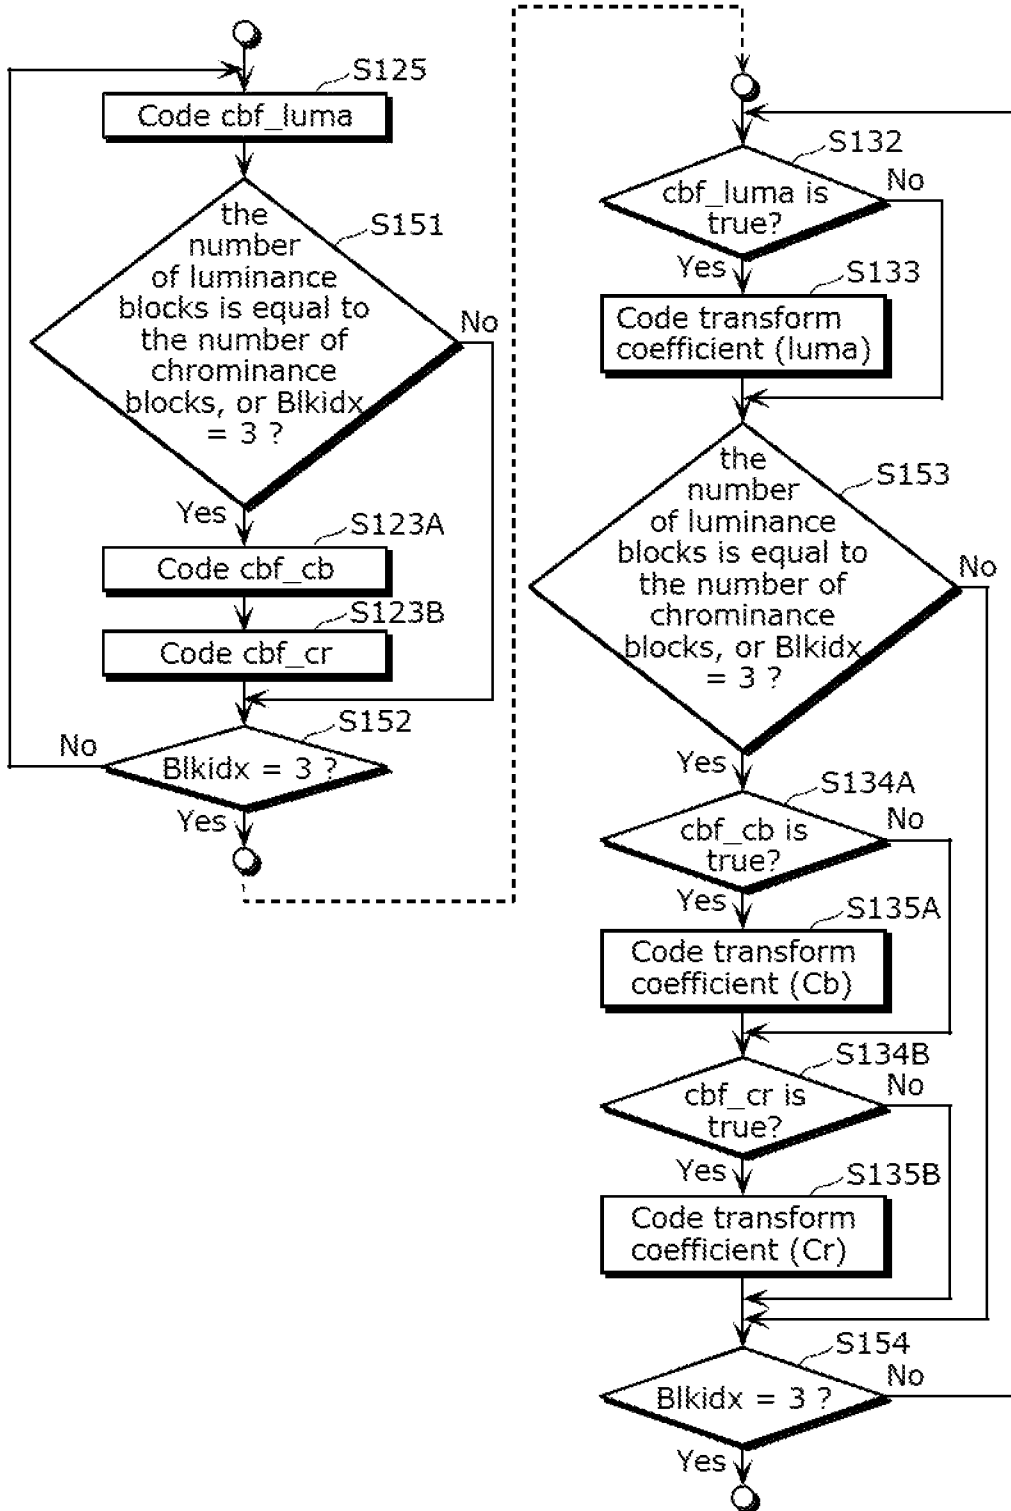 S125
Code cbf_luma
S151
the
number
of luminance
blocks is equal to
the number of
chrominance
blocks, or Blkidx
= 3 ?
No
Yes
S123A
Code cbf_cb
S123B
Code cbf_cr
S152
No
Blkidx = 3 ?
Yes
S132
cbf_luma is
true?
No
Yes
S133
Code transform
coefficient (luma)
S153
the
number
of luminance
blocks is equal to
the number of
chrominance
blocks, or Blkidx
= 3 ?
No
Yes
S134A
cbf_cb is
true?
No
Yes
S135A
Code transform
coefficient (Cb)
S134B
cbf_cr is
true?
No
Yes
S135B
Code transform
coefficient (Cr)
S154
Blkidx = 3 ?
No
Yes